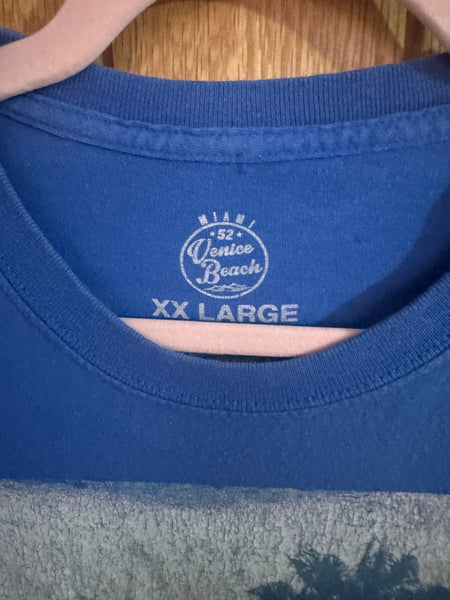 MIAMI
52
Venice
Beach
XX LARGE